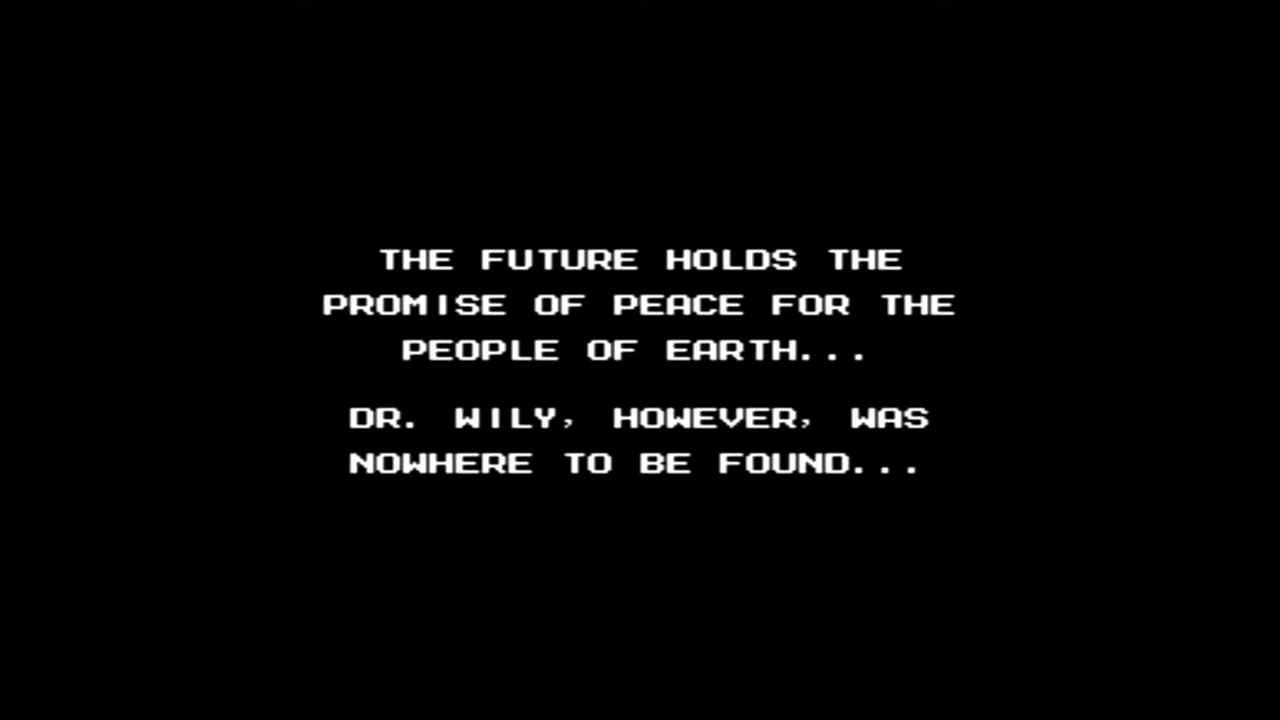 THE FUTURE HOLDS THE
PROMISE OF PEACE FOR THE
PEOPLE OF EARTH...
DR. WILY, HOWEVER, WAS
NOWHERE TO BE FOUND...